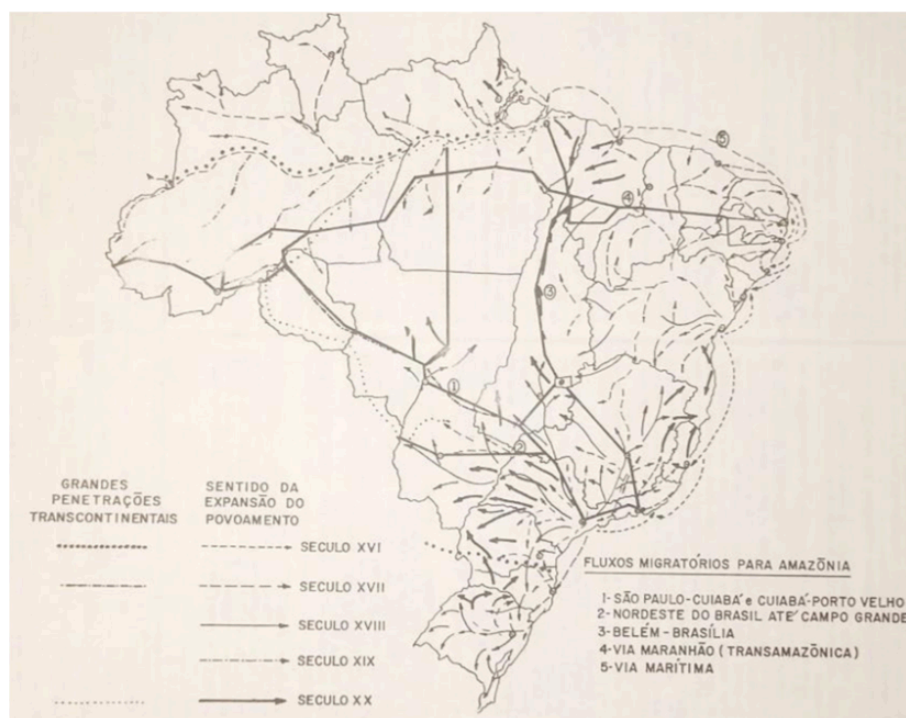 GRANDES
PENETRAÇÕES
TRANSCONTINENTAIS
SENTIDO DA
EXPANSÃO DO
POVOAMENTO
SECULO XVI
SECULO XVII
SECULO XVIII
SECULO XIX
SECULO XX
FLUXOS MIGRATÓRIOS PARA AMAZÔNIA
1- SÃO PAULO-CUIABÁ e CUIABÁ-PORTO VELHO
2- NORDESTE DO BRASIL ATÉ CAMPO GRANDE
3- BELÉM-BRASÍLIA
4- VIA MARANHÃO (TRANSAMAZÔNICA)
5- VIA MARÍTIMA
5
4
3
1
2